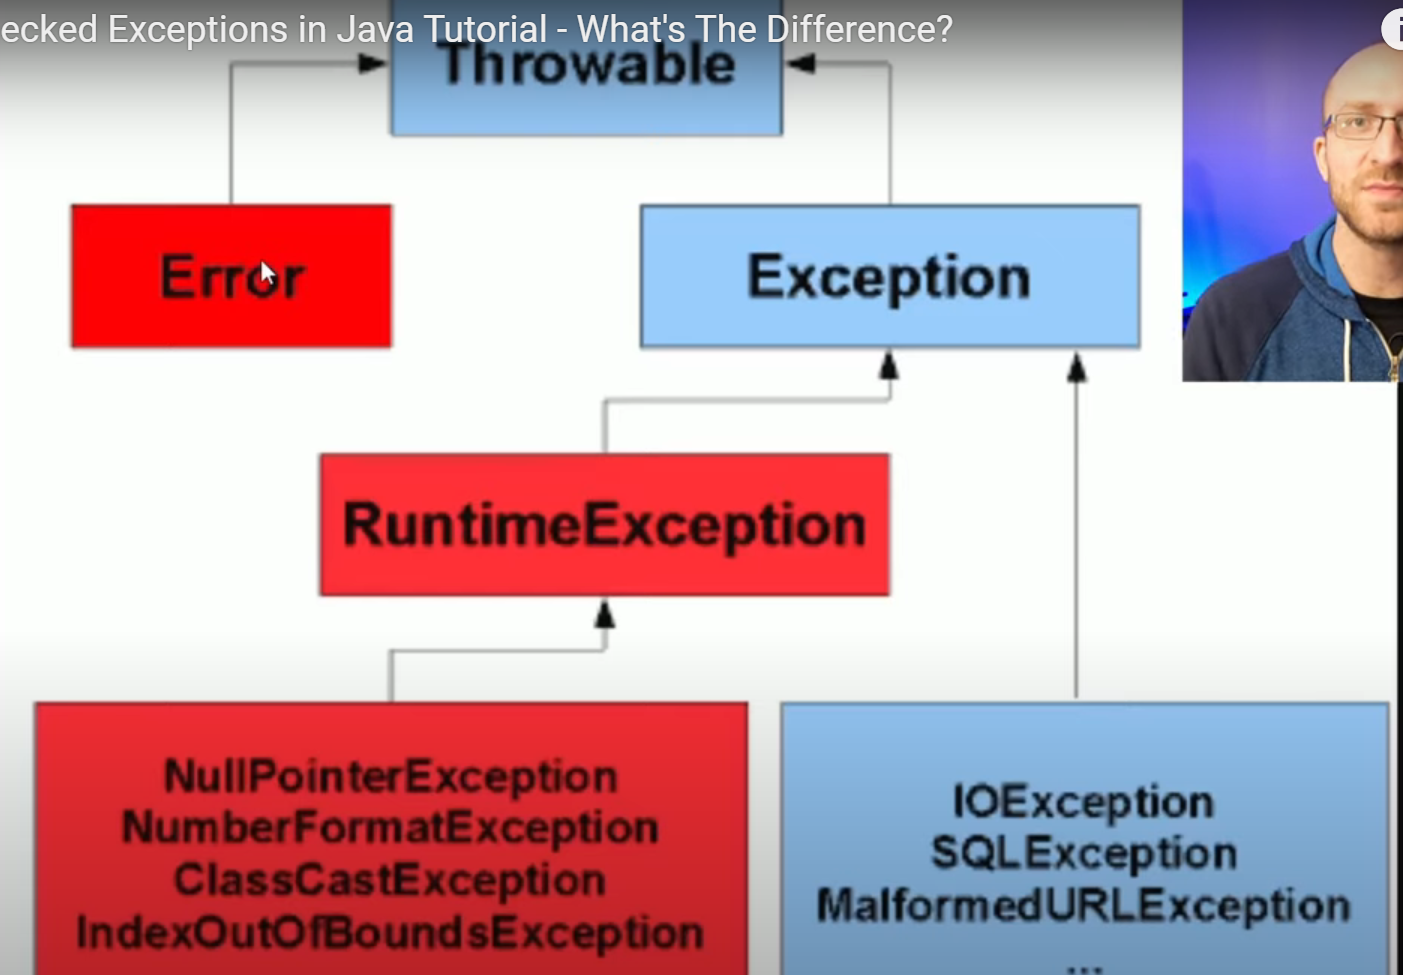 ecked Exceptions in Java Tutorial - What's The Difference?
Throwable
Error
Exception
RuntimeException
NullPointerException
NumberFormatException
ClassCastException
IndexOutOfBoundsException
IOException
SQLException
MalformedURLException
...